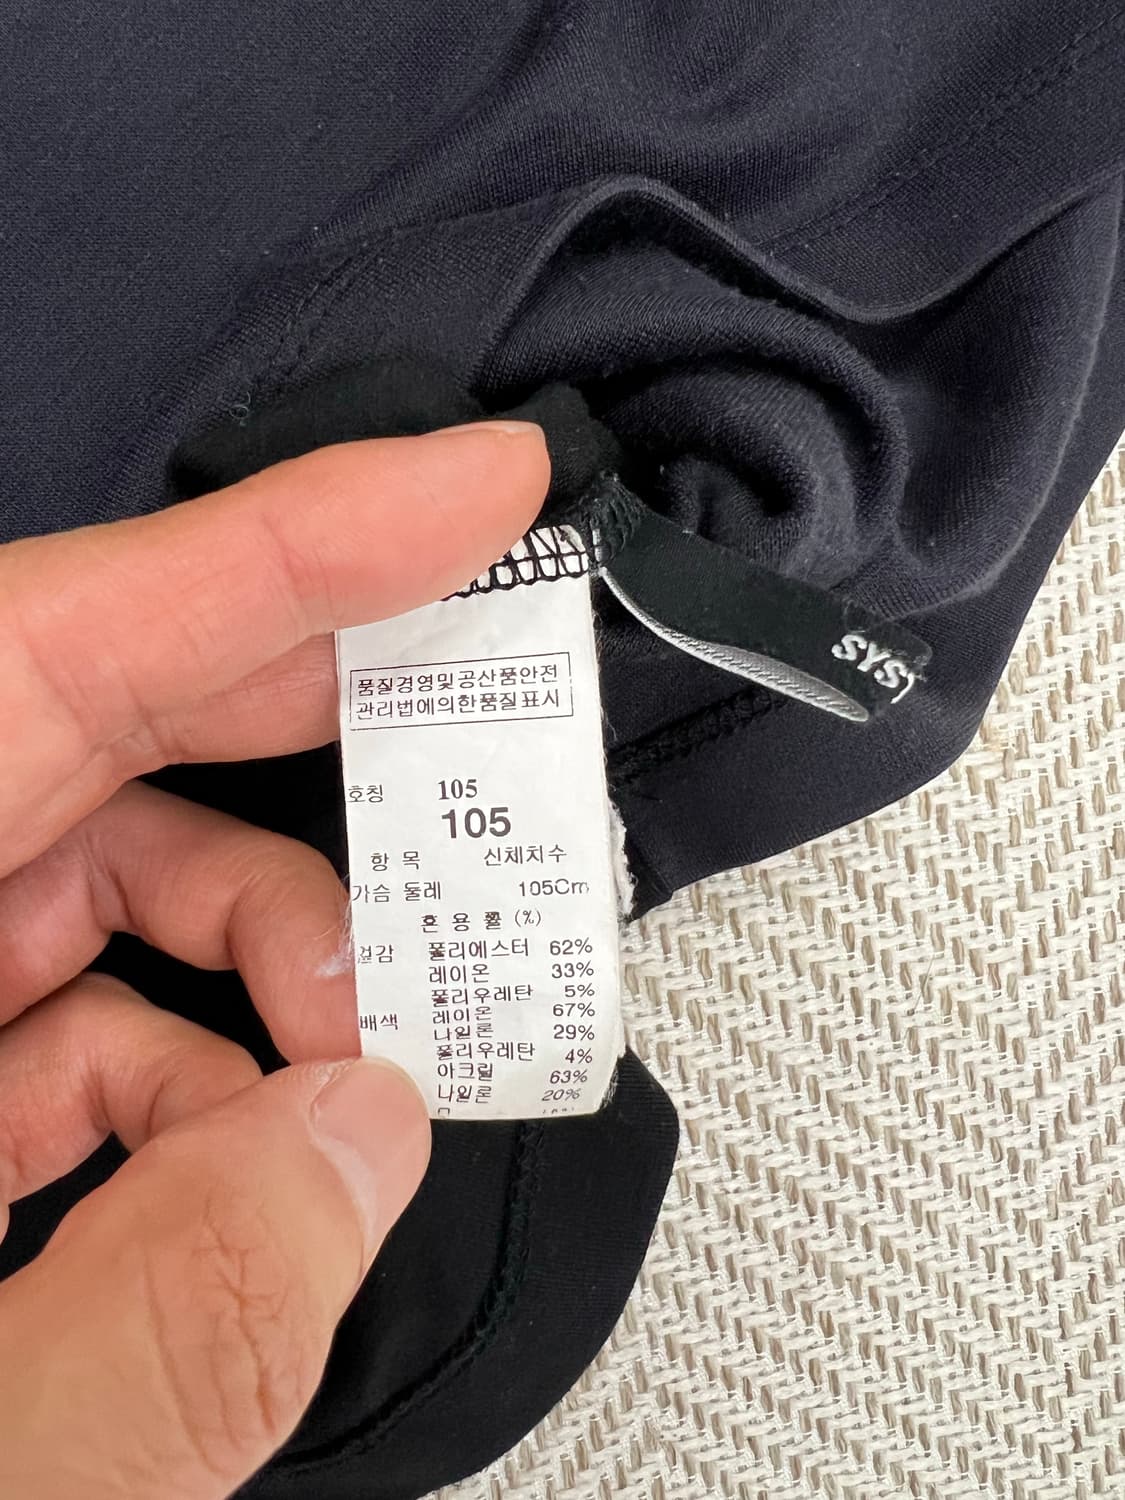 품질경영및공산품안전
관리법에의한품질표시
호칭 105
105
항 목 신체치수
가슴 둘레 105Cm
혼 용 률 (%)
겉감 폴리에스터 62%
레이온 33%
폴리우레탄 5%
배색 레이온 67%
나일론 29%
폴리우레탄 4%
아크릴 63%
나일론 20%
SYST